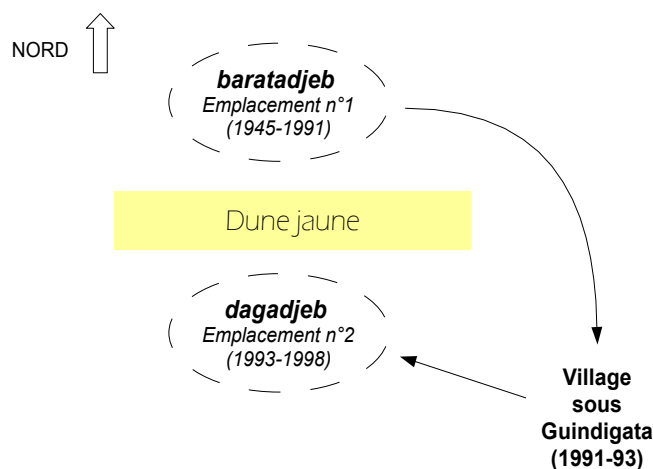 NORD
baratadjeb
Emplacement n°1
(1945-1991)
Dune jaune
dagadjeb
Emplacement n°2
(1993-1998)
Village
sous
Guindigata
(1991-93)